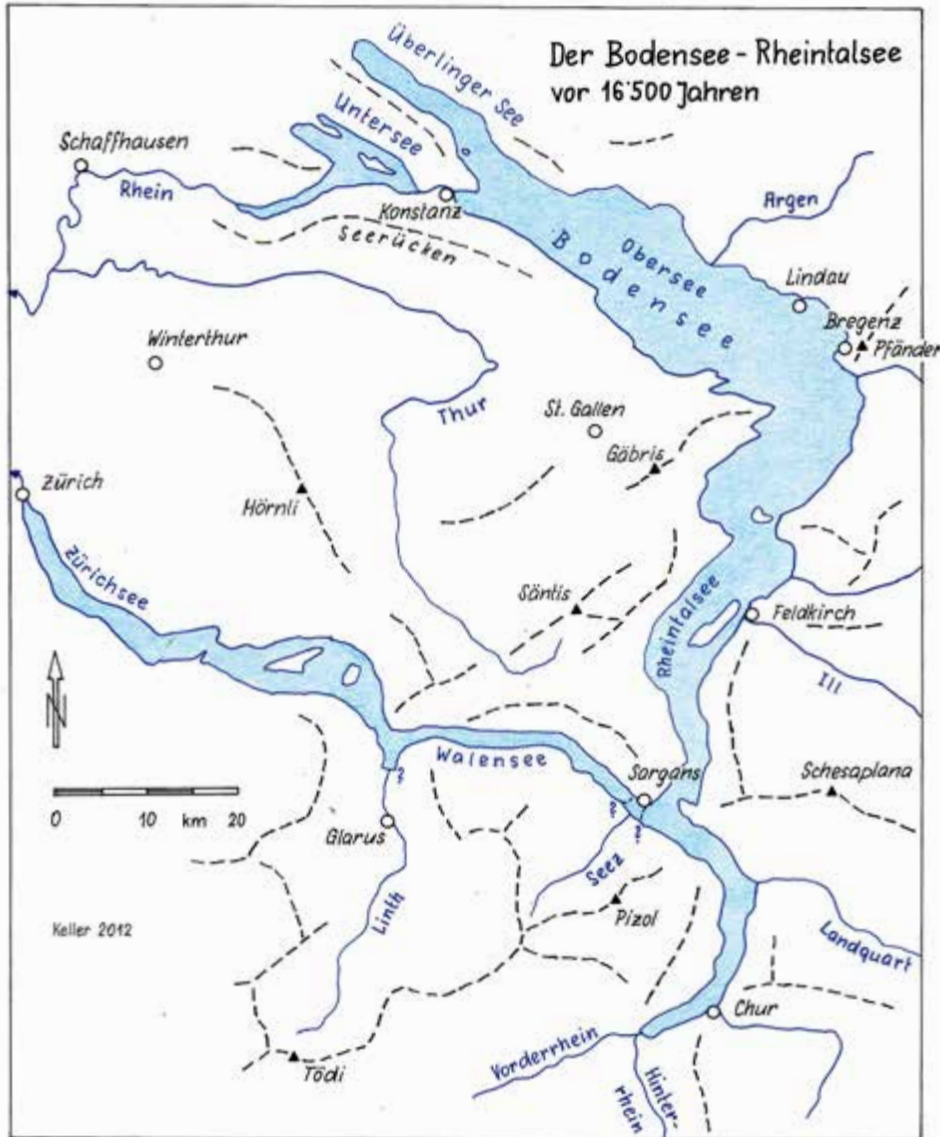 Der Bodensee - Rheintalsee
vor 16'500 Jahren
Überlinger See
Untersee
Schaffhausen
Rhein
Konstanz
Seerücken
Argen
Obersee
Bodensee
Lindau
Bregenz
Pfänder
Winterthur
Thur
St. Gallen
Gäbris
Zürich
Hörnli
Zürichsee
Säntis
Rheintalsee
Feldkirch
Ill
N
Walensee
Sargans
Schesaplana
0 10 km 20
?
?
?
Glarus
Seez
Linth
Pizol
Keller 2012
Landquart
Chur
Vorderrhein
Hinter-
rhein
Tödi